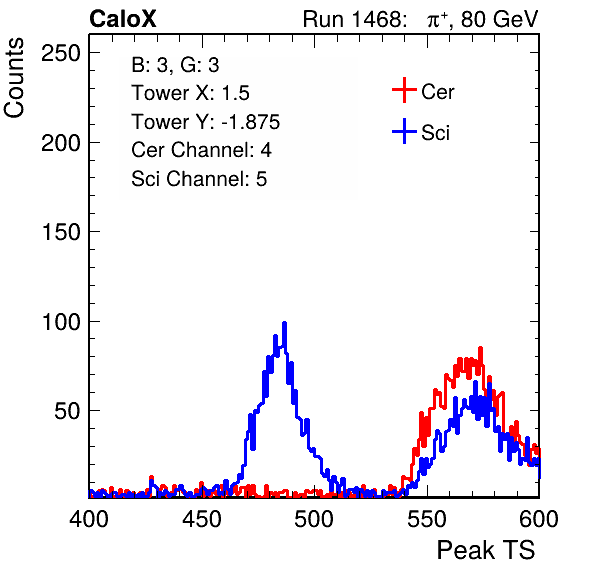 CaloX Run 1468: π⁺, 80 GeV
Counts
250
200
150
100
50
B: 3, G: 3
Tower X: 1.5
Tower Y: -1.875
Cer Channel: 4
Sci Channel: 5
Cer
Sci
400 450 500 550 600
Peak TS